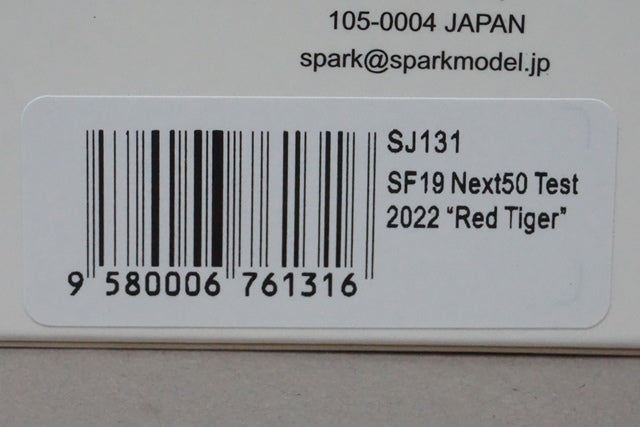 105-0004 JAPAN
spark@sparkmodel.jp
SJ131
SF19 Next50 Test
2022 “Red Tiger”
9 580006 761316